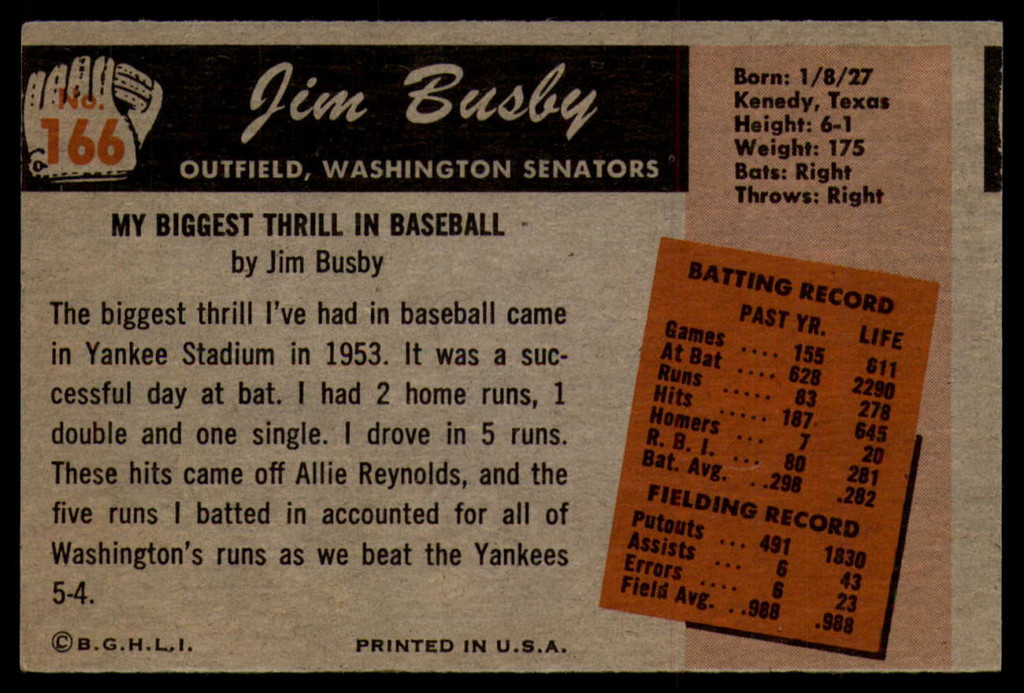 No.
166
Jim Busby
OUTFIELD, WASHINGTON SENATORS
Born: 1/8/27
Kenedy, Texas
Height: 6-1
Weight: 175
Bats: Right
Throws: Right
MY BIGGEST THRILL IN BASEBALL
by Jim Busby
The biggest thrill I've had in baseball came
in Yankee Stadium in 1953. It was a suc-
cessful day at bat. I had 2 home runs, 1
double and one single. I drove in 5 runs.
These hits came off Allie Reynolds, and the
five runs I batted in accounted for all of
Washington's runs as we beat the Yankees
5-4.
BATTING RECORD
PAST YR. LIFE
Games .... 155 611
At Bat .... 628 2290
Runs ..... 83 278
Hits ..... 187 645
Homers ... 7 20
R. B. I. ... 80 281
Bat. Avg. ..298 .282
FIELDING RECORD
Putouts ... 491 1830
Assists ... 6 43
Errors .... 6 23
Field Avg. ..988 .988
©B.G.H.L.I. PRINTED IN U.S.A.